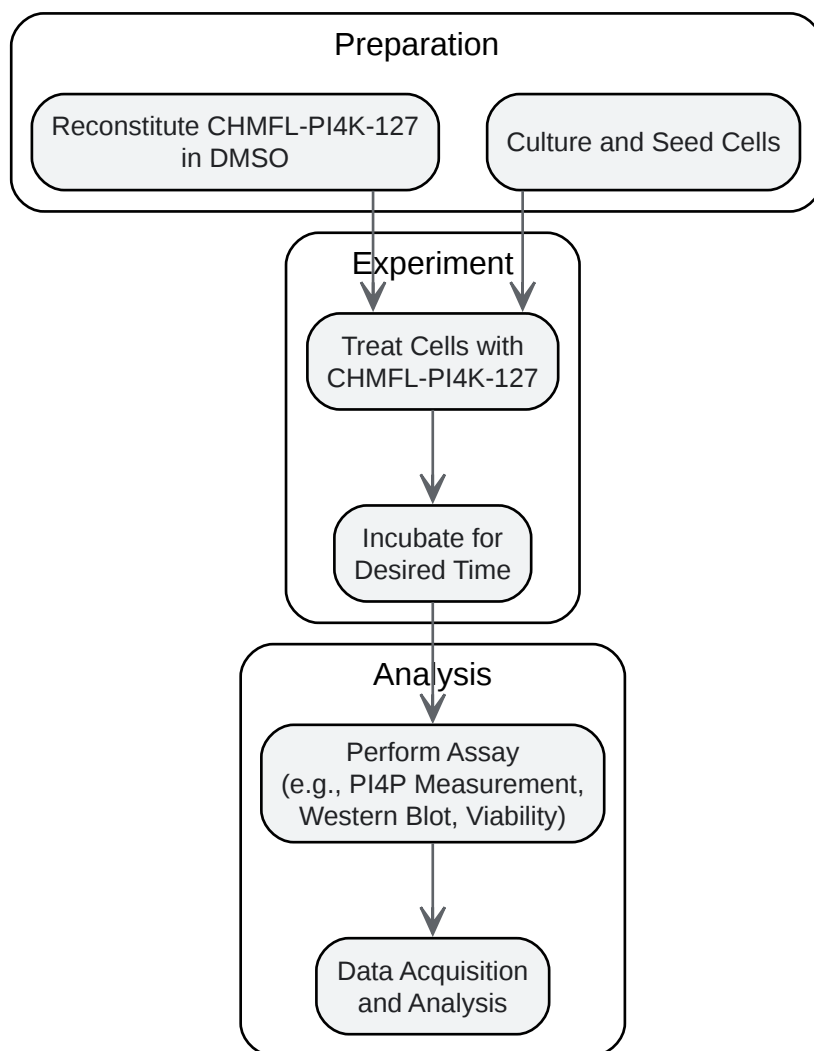 Preparation
Reconstitute CHMFL-PI4K-127
in DMSO
Culture and Seed Cells
Experiment
Treat Cells with
CHMFL-PI4K-127
Incubate for
Desired Time
Analysis
Perform Assay
(e.g., PI4P Measurement,
Western Blot, Viability)
Data Acquisition
and Analysis